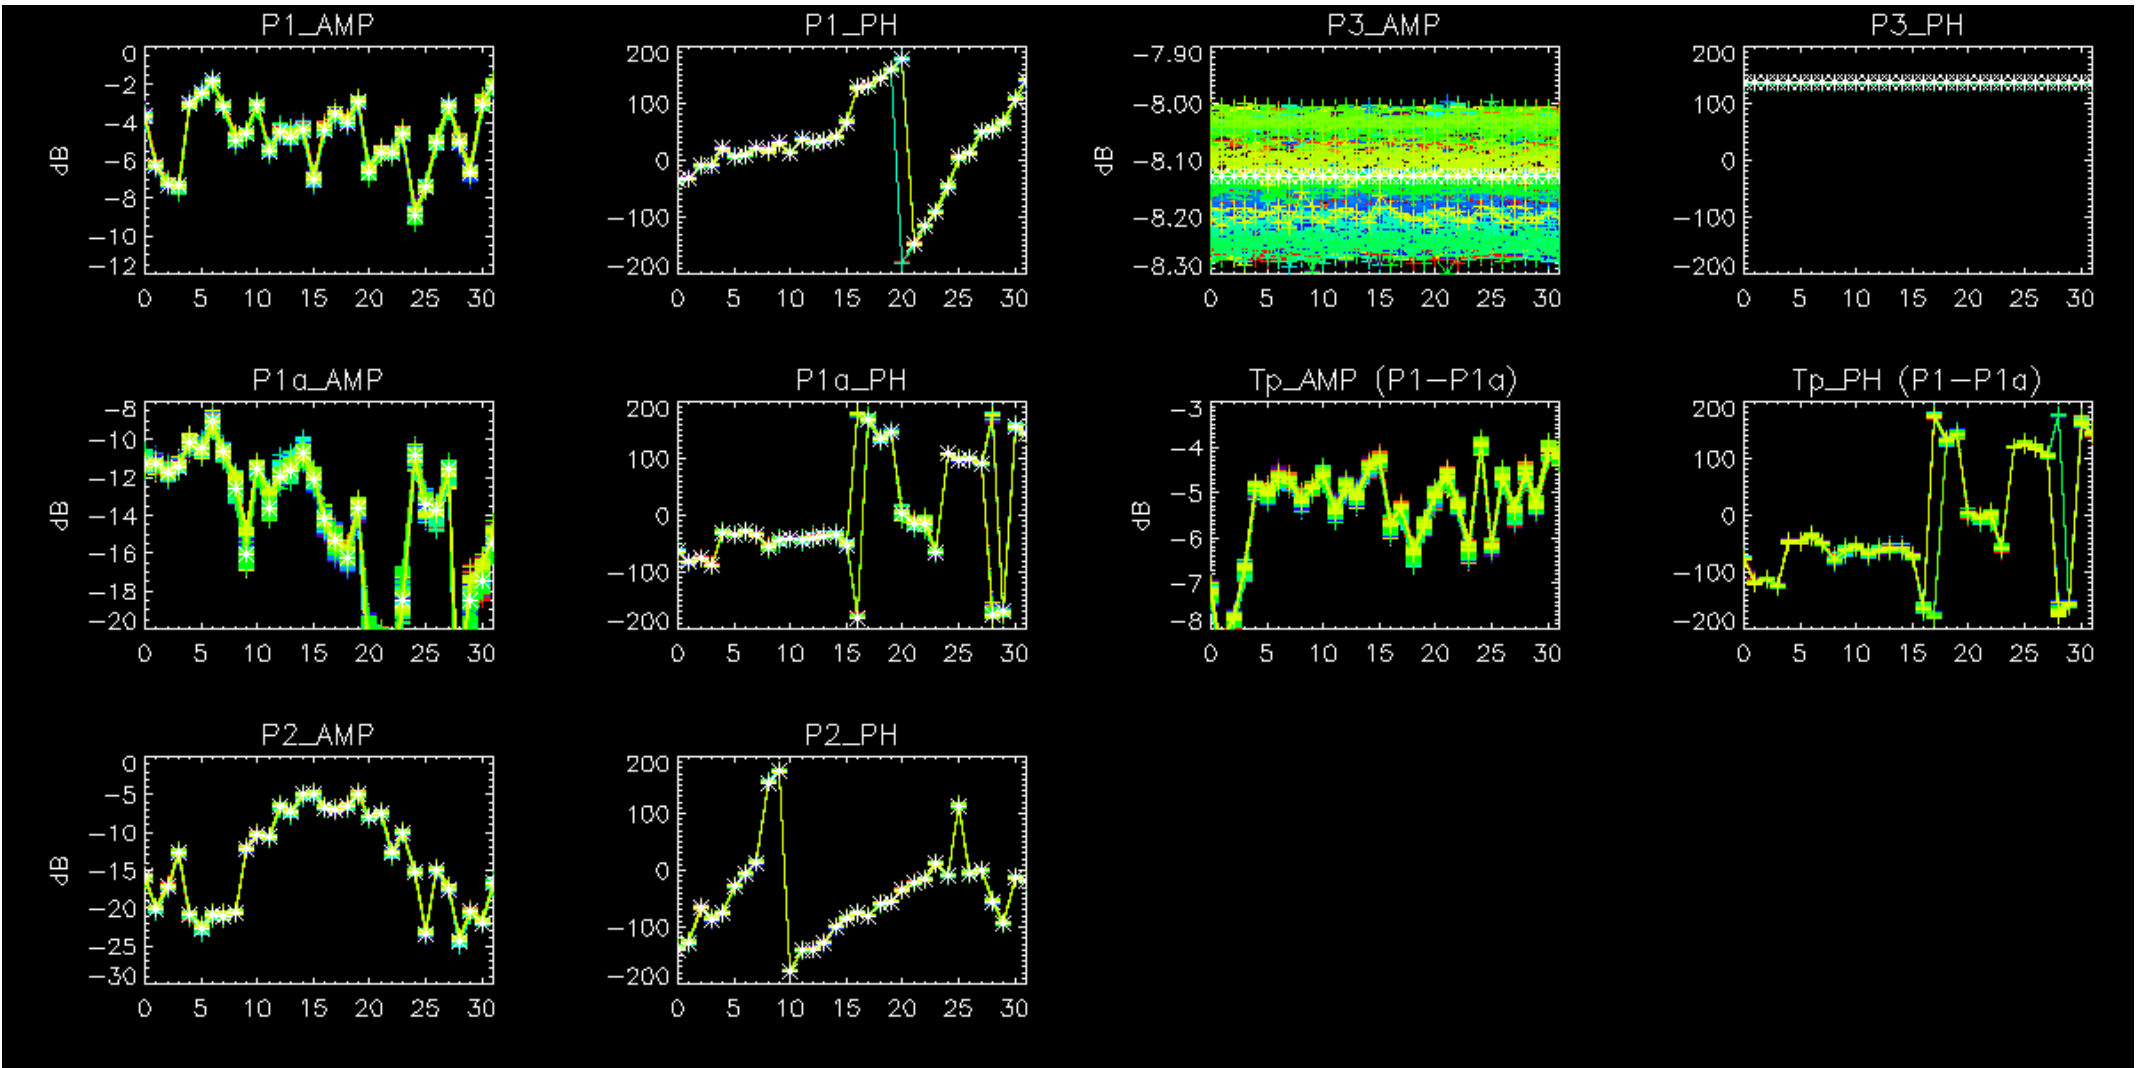 P1_AMP
P1_PH
P3_AMP
P3_PH
0
-2
-4
-6
-8
-10
-12
dB
0 5 10 15 20 25 30
200
100
0
-100
-200
0 5 10 15 20 25 30
-7.90
-8.00
-8.10
-8.20
-8.30
dB
0 5 10 15 20 25 30
200
100
0
-100
-200
0 5 10 15 20 25 30
P1a_AMP
P1a_PH
Tp_AMP (P1-P1a)
Tp_PH (P1-P1a)
-8
-10
-12
-14
-16
-18
-20
dB
0 5 10 15 20 25 30
200
100
0
-100
-200
0 5 10 15 20 25 30
-3
-4
-5
-6
-7
-8
dB
0 5 10 15 20 25 30
200
100
0
-100
-200
0 5 10 15 20 25 30
P2_AMP
P2_PH
0
-5
-10
-15
-20
-25
-30
dB
0 5 10 15 20 25 30
200
100
0
-100
-200
0 5 10 15 20 25 30